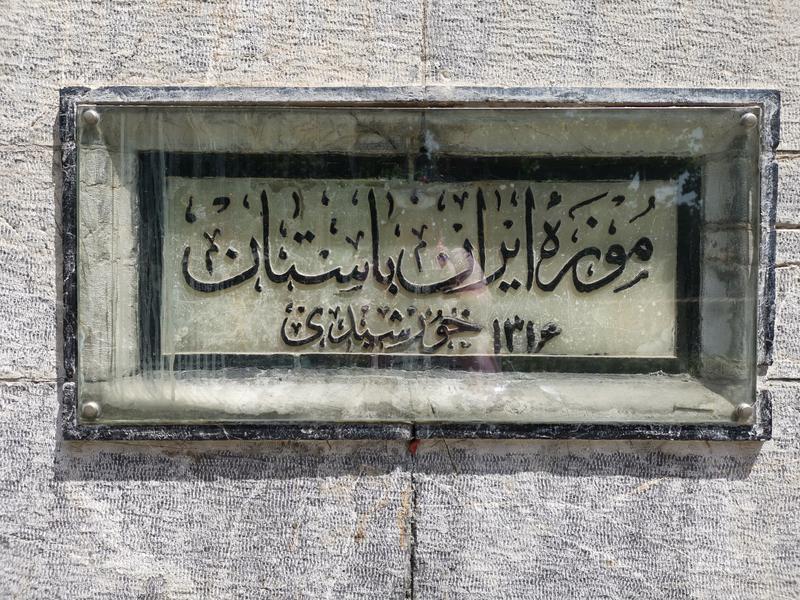 موزه ایران باستان
۱۳۱۶ خورشیدی